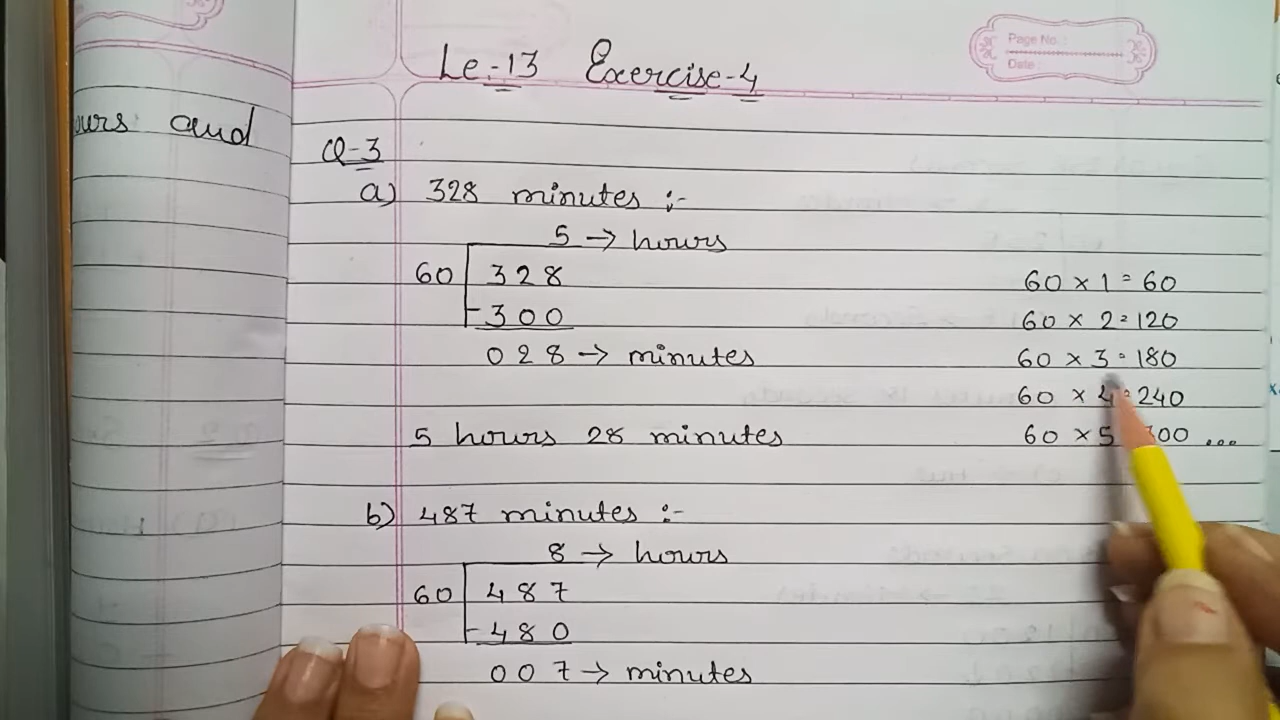 Le.-13 Exercise-4
Page No. :
Date :
ours and
Q-3
a) 328 minutes :-
5 → hours
60 328
- 300
028 → minutes
5 hours 28 minutes
60 × 1 = 60
60 × 2 = 120
60 × 3 = 180
60 × 4 = 240
60 × 5 300 ...
b) 487 minutes :-
8 → hours
60 487
- 480
007 → minutes